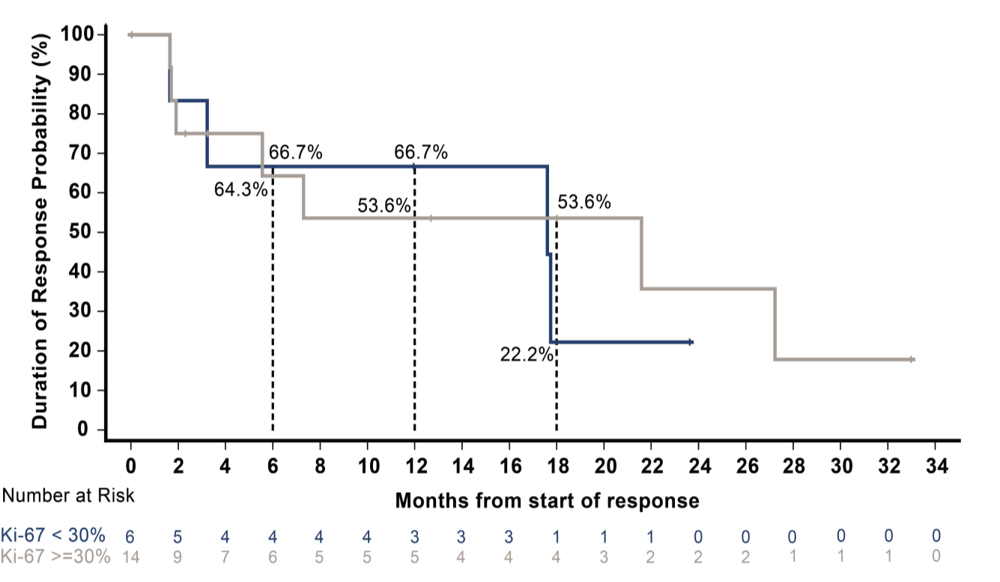 Duration of Response Probability (%)
100
90
80
70
60
50
40
30
20
10
0
66.7%
66.7%
64.3%
53.6%
53.6%
22.2%
0 2 4 6 8 10 12 14 16 18 20 22 24 26 28 30 32 34
Number at Risk
Months from start of response
Ki-67 < 30% 6 5 4 4 4 4 3 3 3 1 1 1 0 0 0 0 0 0
Ki-67 >=30% 14 9 7 6 5 5 5 4 4 4 3 2 2 2 1 1 1 0